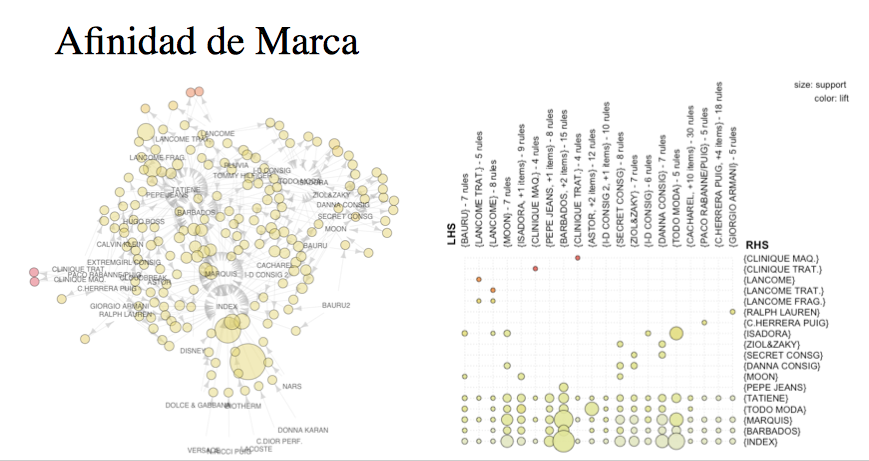 Afinidad de Marca
LANCOME
LANCOME TRAT.
LANCOME FRAG.
I-D CONSIG
TOMMY HILFIGER
TATIENE
PEPE JEANS
ZIOL&ZAKY
DANNA CONSIG
BARBADOS
SECRET CONSG
HUGO BOSS
MOON
CALVIN KLEIN
BAURU
EXTREMGIRL CONSIG
CACHAREL
CLINIQUE TRAT.
PACO RABANNE/PUIG
MARQUIS
I-D CONSIG 2
CLINIQUE MAQ.
ASTOR
C.HERRERA PUIG
GIORGIO ARMANI
INDEX
BAURU2
RALPH LAUREN
DISNEY
NARS
DOLCE & GABBANA
BIOTHERM
DONNA KARAN
C.DIOR PERF.
LACOSTE
size: support
color: lift
LHS
{BAURU} - 7 rules
{LANCOME TRAT.} - 5 rules
{LANCOME} - 8 rules
{MOON} - 7 rules
{ISADORA, +1 items} - 9 rules
{CLINIQUE MAQ.} - 4 rules
{PEPE JEANS, +1 items} - 8 rules
{BARBADOS, +2 items} - 15 rules
{CLINIQUE TRAT.} - 4 rules
{ASTOR, +2 items} - 12 rules
{I-D CONSIG 2, +1 items} - 10 rules
{SECRET CONSG} - 8 rules
{ZIOL&ZAKY} - 7 rules
{I-D CONSIG} - 6 rules
{DANNA CONSIG} - 7 rules
{TODO MODA} - 5 rules
{CACHAREL, +10 items} - 30 rules
{PACO RABANNE/PUIG} - 5 rules
{C.HERRERA PUIG, +4 items} - 18 rules
{GIORGIO ARMANI} - 5 rules
RHS
{CLINIQUE MAQ.}
{CLINIQUE TRAT.}
{LANCOME}
{LANCOME TRAT.}
{LANCOME FRAG.}
{RALPH LAUREN}
{C.HERRERA PUIG}
{ISADORA}
{ZIOL&ZAKY}
{SECRET CONSG}
{DANNA CONSIG}
{MOON}
{PEPE JEANS}
{TATIENE}
{TODO MODA}
{MARQUIS}
{BARBADOS}
{INDEX}